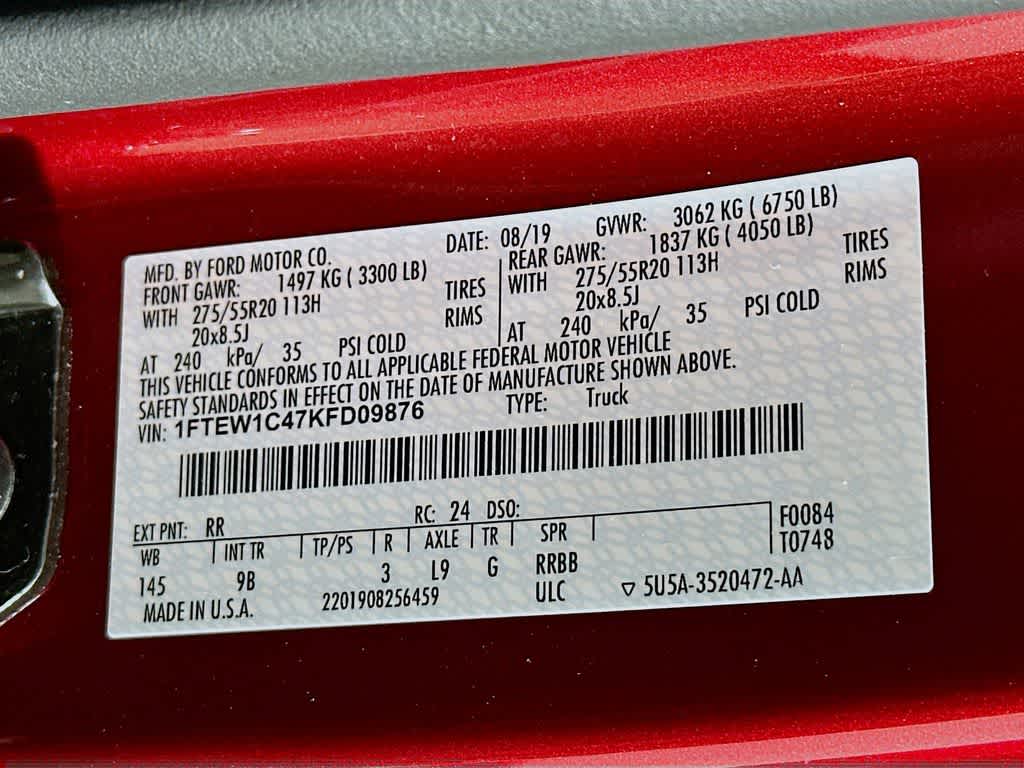 MFD. BY FORD MOTOR CO.
DATE: 08/19 GVWR: 3062 KG ( 6750 LB)
FRONT GAWR: 1497 KG ( 3300 LB)
WITH 275/55R20 113H TIRES
20x8.5J RIMS
AT 240 kPa/ 35 PSI COLD
REAR GAWR: 1837 KG ( 4050 LB)
WITH 275/55R20 113H TIRES
20x8.5J RIMS
AT 240 kPa/ 35 PSI COLD
THIS VEHICLE CONFORMS TO ALL APPLICABLE FEDERAL MOTOR VEHICLE
SAFETY STANDARDS IN EFFECT ON THE DATE OF MANUFACTURE SHOWN ABOVE.
VIN: 1FTEW1C47KFD09876 TYPE: Truck
EXT PNT: RR RC: 24 DSO:
WB INT TR TP/PS R AXLE TR SPR F0084
T0748
145 9B 3 L9 G RRBB
MADE IN U.S.A. 2201908256459 ULC ▽ 5U5A-3520472-AA